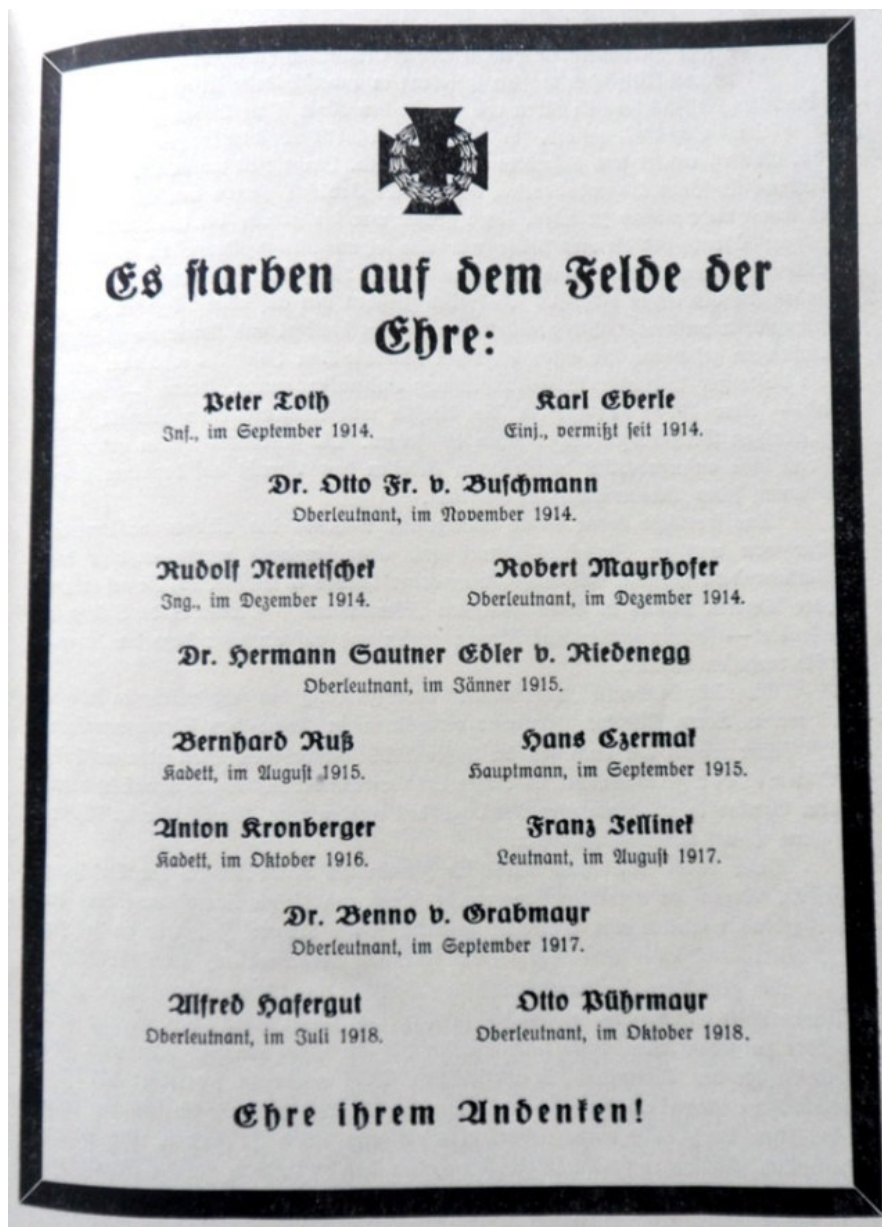 Es starben auf dem Felde der
Ehre:
Peter Toth
Inf., im September 1914.
Karl Eberle
Einj., vermißt seit 1914.
Dr. Otto Fr. v. Buschmann
Oberleutnant, im November 1914.
Rudolf Nemetschek
Ing., im Dezember 1914.
Robert Mayrhofer
Oberleutnant, im Dezember 1914.
Dr. Hermann Sautner Edler v. Riedenegg
Oberleutnant, im Jänner 1915.
Bernhard Ruß
Kadett, im August 1915.
Hans Czermak
Hauptmann, im September 1915.
Anton Kronberger
Kadett, im Oktober 1916.
Franz Jellinek
Leutnant, im August 1917.
Dr. Benno v. Grabmayr
Oberleutnant, im September 1917.
Alfred Hafergut
Oberleutnant, im Juli 1918.
Otto Pührmayr
Oberleutnant, im Oktober 1918.
Ehre ihrem Andenken!